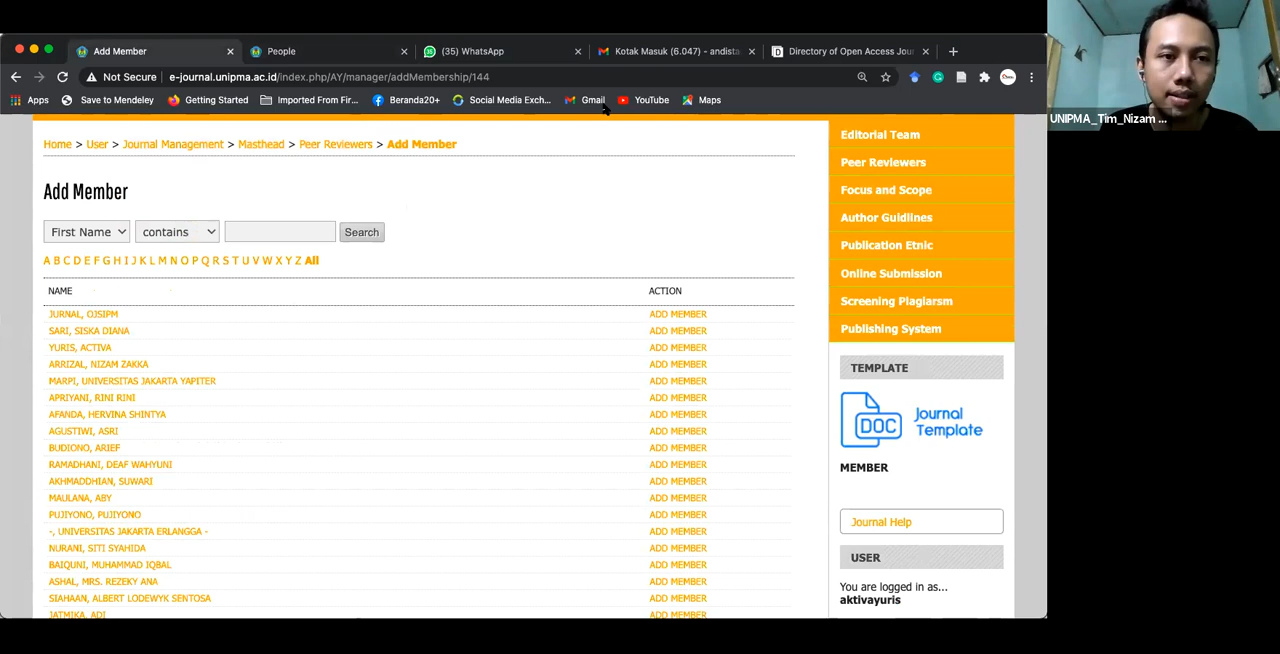 Add Member
People
(35) WhatsApp
Kotak Masuk (6.047) - andista
Directory of Open Access Jou
Not Secure
e-journal.unipma.ac.id/index.php/AY/manager/addMembership/144
Apps
Save to Mendeley
Getting Started
Imported From Fir...
Beranda20+
Social Media Exch...
Gmail
YouTube
Maps
UNIPMA_Tim_Nizam ...
Home > User > Journal Management > Masthead > Peer Reviewers > Add Member
Add Member
First Name
contains
Search
A B C D E F G H I J K L M N O P Q R S T U V W X Y Z All
NAME ACTION
JURNAL, OJSIPM ADD MEMBER
SARI, SISKA DIANA ADD MEMBER
YURIS, ACTIVA ADD MEMBER
ARRIZAL, NIZAM ZAKKA ADD MEMBER
MARPI, UNIVERSITAS JAKARTA YAPITER ADD MEMBER
APRIYANI, RINI RINI ADD MEMBER
AFANDA, HERVINA SHINTYA ADD MEMBER
AGUSTIWI, ASRI ADD MEMBER
BUDIONO, ARIEF ADD MEMBER
RAMADHANI, DEAF WAHYUNI ADD MEMBER
AKHMADDHIAN, SUWARI ADD MEMBER
MAULANA, ABY ADD MEMBER
PUJIYONO, PUJIYONO ADD MEMBER
-, UNIVERSITAS JAKARTA ERLANGGA - ADD MEMBER
NURANI, SITI SYAHIDA ADD MEMBER
BAIQUNI, MUHAMMAD IQBAL ADD MEMBER
ASHAL, MRS. REZEKY ANA ADD MEMBER
SIAHAAN, ALBERT LODEWYK SENTOSA ADD MEMBER
JATMIKA, ADI ADD MEMBER
Editorial Team
Peer Reviewers
Focus and Scope
Author Guidlines
Publication Etnic
Online Submission
Screening Plagiarsm
Publishing System
TEMPLATE
DOC
Journal
Template
MEMBER
Journal Help
USER
You are logged in as...
aktivayuris